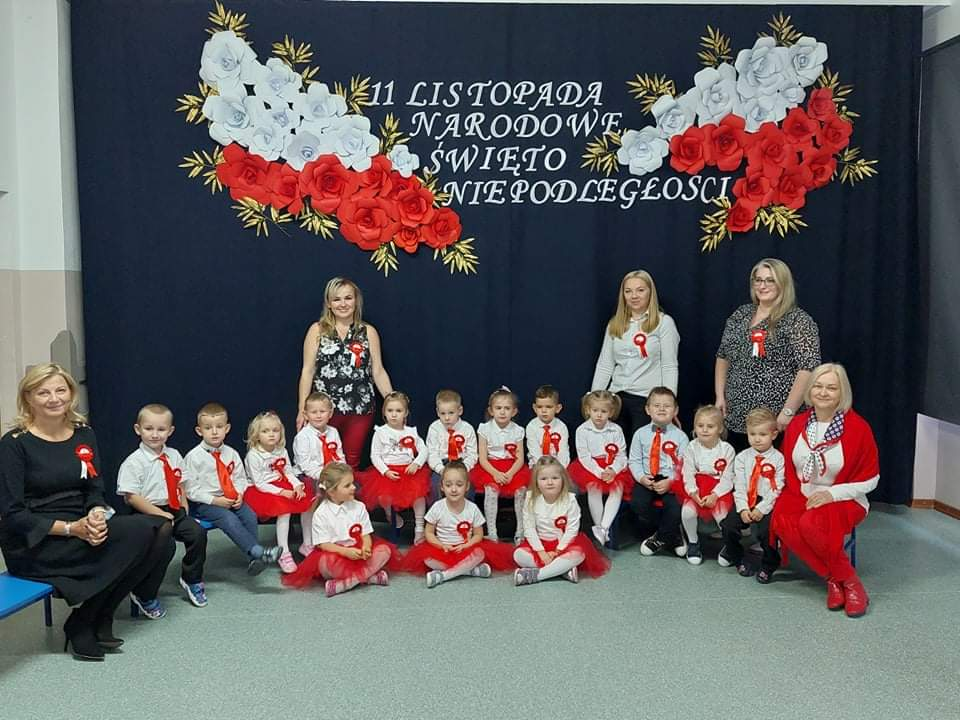 11 LISTOPADA
NARODOWE
ŚWIĘTO
NIEPODLEGŁOŚCI